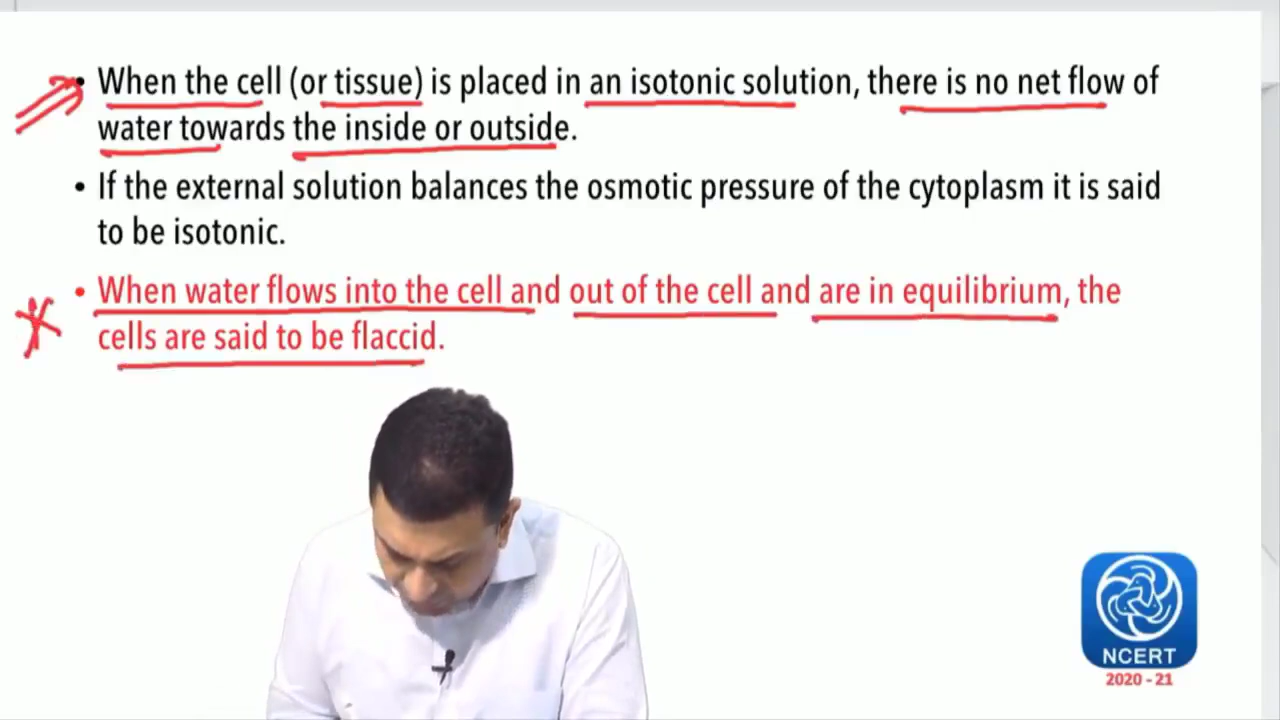 • When the cell (or tissue) is placed in an isotonic solution, there is no net flow of
water towards the inside or outside.
• If the external solution balances the osmotic pressure of the cytoplasm it is said
to be isotonic.
• When water flows into the cell and out of the cell and are in equilibrium, the
cells are said to be flaccid.
NCERT
2020 - 21